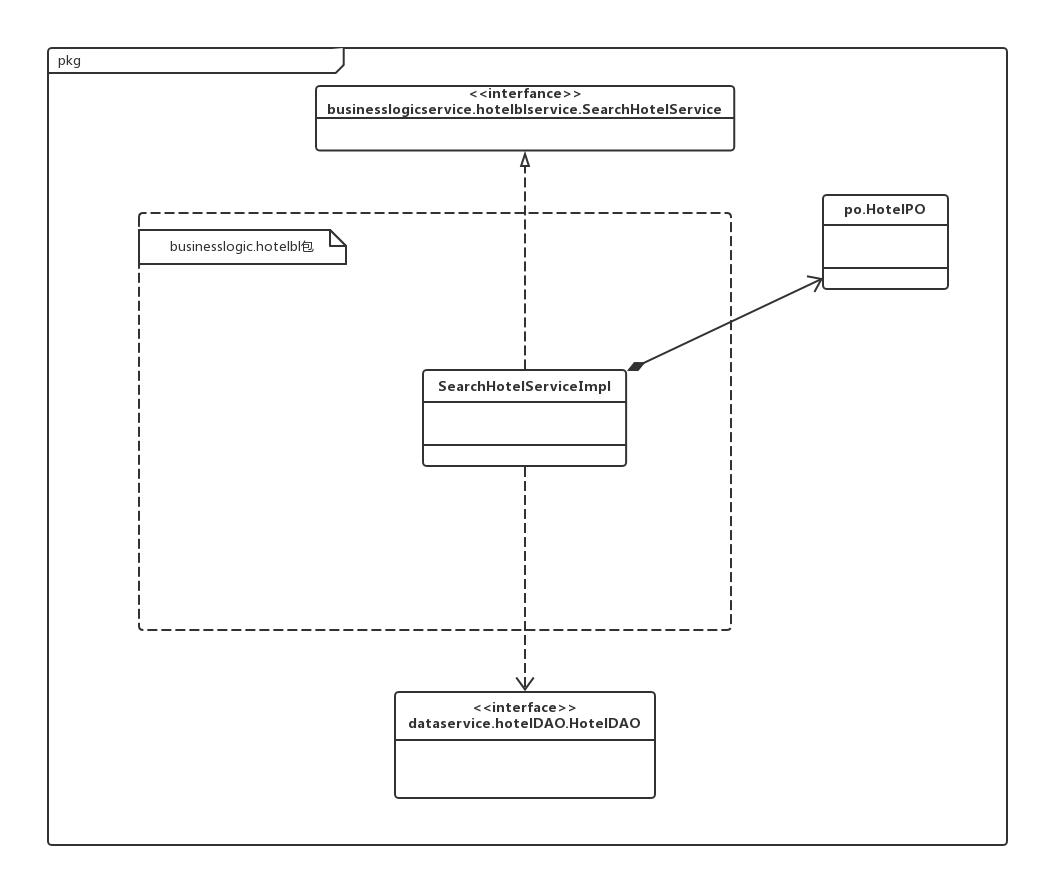 pkg
<<interfance>>
businesslogicservice.hotelblservice.SearchHotelService
po.HotelPO
businesslogic.hotelbl包
SearchHotelServiceImpl
<<interface>>
dataservice.hotelDAO.HotelDAO